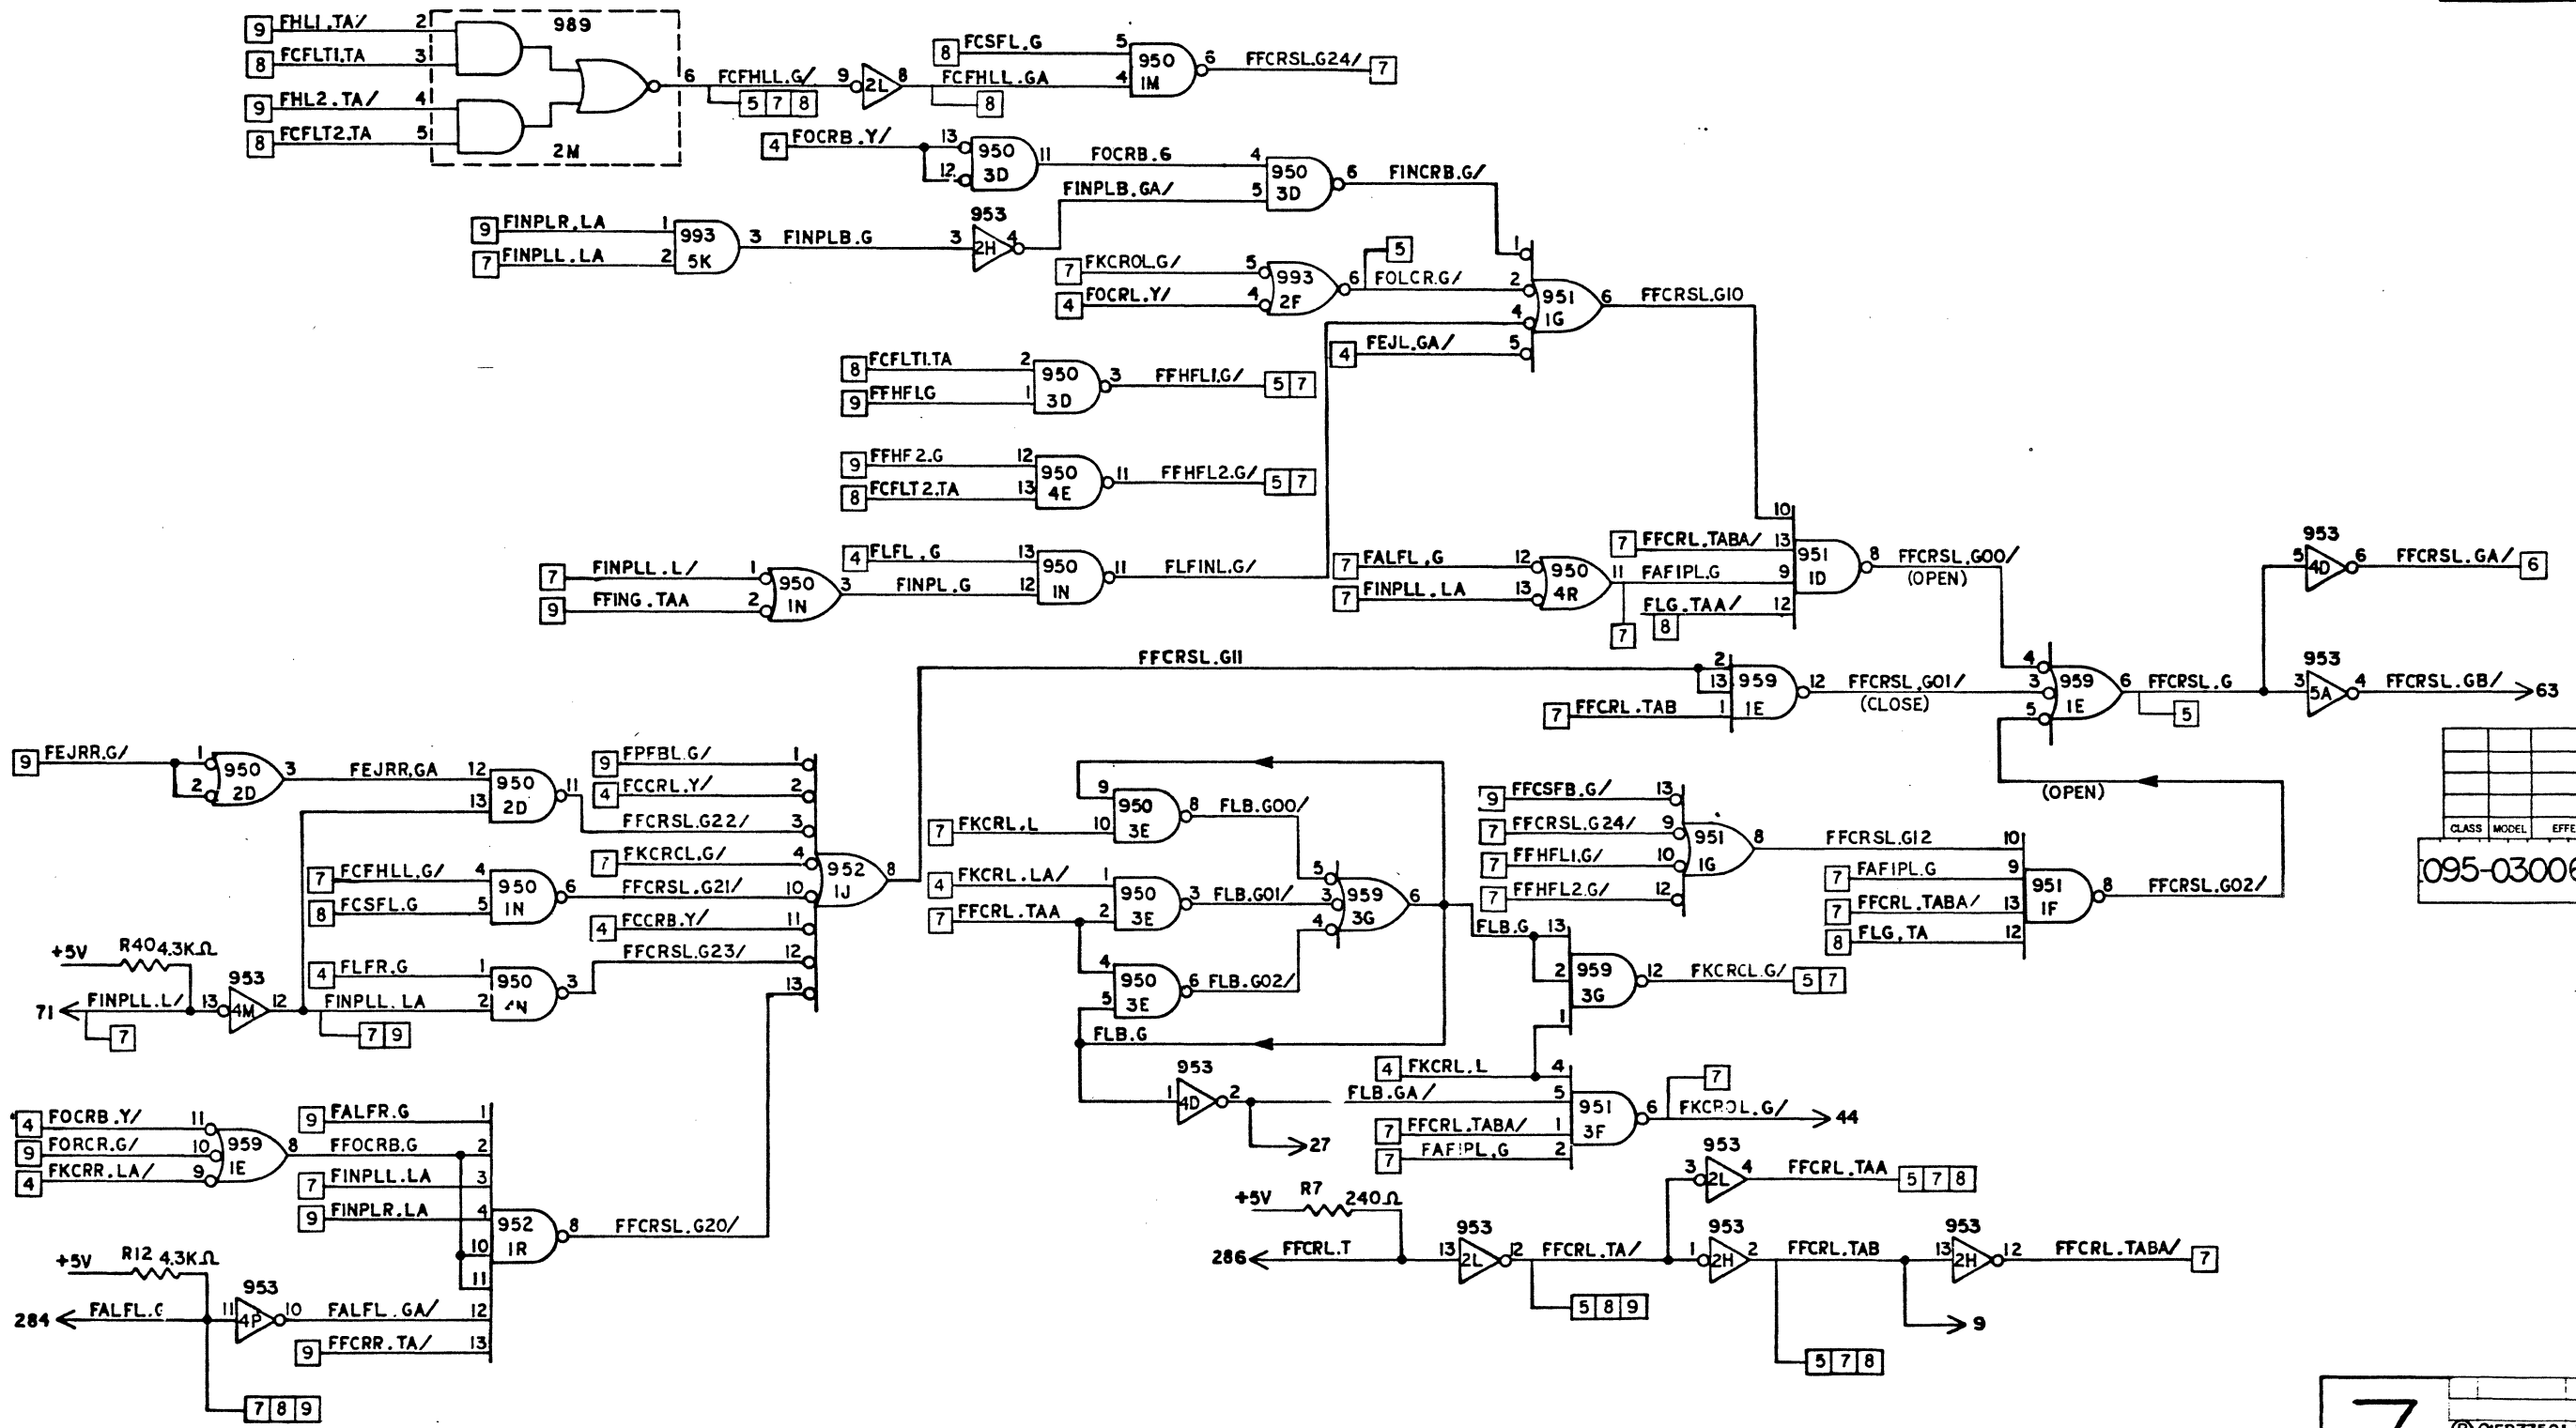 989
9 FHL1.TA/ 2
8 FCFLT1.TA 3
9 FHL2.TA/ 4
8 FCFLT2.TA 5
2M
6 FCFHLL.G/ 9 2L 8 FCFHLL.GA
5 7 8
8
8 FCSFL.G 5
4
950 1M
6 FFCRSL.G24/ 7
4 FOCRB.Y/ 13
12
950 3D
11 FOCRB.G 4
FINPLB.GA/ 5
950 3D
6 FINCRB.G/
9 FINPLR.LA 1
7 FINPLL.LA 2
993 5K
3 FINPLB.G 3
953
2H 4
7 FKCROL.G/ 5
4 FOCRL.Y/ 4
993 2F
6 FOLCR.G/ 2
5
1
4
4 FEJL.GA/ 5
951 1G
6 FFCRSL.G10
8 FCFLT1.TA 2
9 FFHF1.G 1
950 3D
3 FFHFL1.G/ 5 7
9 FFHF2.G 12
8 FCFLT2.TA 13
950 4E
11 FFHFL2.G/ 5 7
7 FINPLL.L/ 1
9 FFING.TAA 2
950 1N
3 FINPL.G 12
4 FLFL.G 13
950 1N
11 FLFINL.G/
7 FALFL.G 12
7 FINPLL.LA 13
950 4R
11 FAFIPL.G 9
7
10
7 FFCRL.TABA/ 13
FLG.TAA/ 12
8
951 1D
8 FFCRSL.G00/
(OPEN)
953
5 4D 6 FFCRSL.GA/ 6
FFCRSL.G11
2
13
7 FFCRL.TAB 1
959 1E
12 FFCRSL.G01/ 3
(CLOSE)
4
5
959 1E
6 FFCRSL.G
5
953
3 5A 4 FFCRSL.GB/ 63
(OPEN)
9 FEJRR.G/ 1
2
950 2D
3 FEJRR.GA 12
13
950 2D
11
FFCRSL.G22/ 3
9 FPFBL.G/ 1
4 FCCRL.Y/ 2
7 FKCRCL.G/ 4
7 FCFHLL.G/ 4
8 FCSFL.G 5
950 1N
6 FFCRSL.G21/ 10
4 FCCRB.Y/ 11
FFCRSL.G23/ 12
13
952 1J
8
+5V R40 4.3KΩ
71 FINPLL.L/ 13
7
953
4M 12 FINPLL.LA 2
7 9
4 FLFR.G 1
950
3
9
7 FKCRL.L 10
950 3E
8 FLB.G00/
4 FKCRL.LA/ 1
7 FFCRL.TAA 2
950 3E
3 FLB.G01/
4
5
950 3E
6 FLB.G02/
FLB.G
5
3
4
959 3G
6
9 FFCSFB.G/ 13
7 FFCRSL.G24/ 9
7 FFHFL1.G/ 10
7 FFHFL2.G/ 12
951 1G
8 FFCRSL.G12 10
7 FAFIPL.G 9
7 FFCRL.TABA/ 13
8 FLG.TA 12
951 1F
8 FFCRSL.G02/
FLB.G 13
2
1
959 3G
12 FKCRCL.G/ 5 7
4 FKCRL.L 4
953
1 4D 2 FLB.GA/ 5
27
7 FFCRL.TABA/ 1
7 FAFIPL.G 2
951 3F
6 FKCROL.G/ 44
7
4 FOCRB.Y/ 11
9 FORCR.G/ 10
4 FKCRR.LA/ 9
959 1E
8 FFOCRB.G 2
9 FALFR.G 1
7 FINPLL.LA 3
9 FINPLR.LA 4
10
11
952 1R
8 FFCRSL.G20/
+5V R12 4.3KΩ
284 FALFL.G 11
953
4P 10 FALFL.GA/ 12
9 FFCRR.TA/ 13
7 8 9
+5V R7 240Ω
286 FFCRL.T 13
953
2L 12 FFCRL.TA/ 1
5 8 9
953
3 2L 4 FFCRL.TAA 5 7 8
953
2H 2 FFCRL.TAB 13
5 7 8
9
953
2H 12 FFCRL.TABA/ 7
CLASS MODEL EFFE
095-03006
7